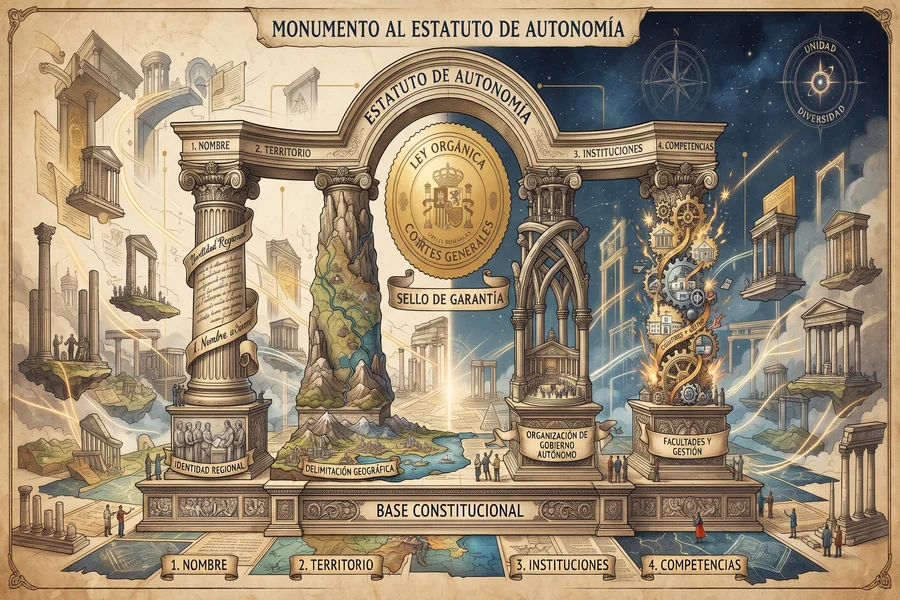 MONUMENTO AL ESTATUTO DE AUTONOMÍA
N
UNIDAD
DIVERSIDAD
ESTATUTO DE AUTONOMÍA
1. NOMBRE
2. TERRITORIO
3. INSTITUCIONES
4. COMPETENCIAS
LEY ORGÁNICA
CORTES GENERALES
SELLO DE GARANTÍA
Identidad Regional
1. Nombre
IDENTIDAD REGIONAL
DELIMITACIÓN GEOGRÁFICA
ORGANIZACIÓN DE
GOBIERNO
AUTÓNOMO
FACULTADES Y
GESTIÓN
BASE CONSTITUCIONAL
1. NOMBRE
2. TERRITORIO
3. INSTITUCIONES
4. COMPETENCIAS